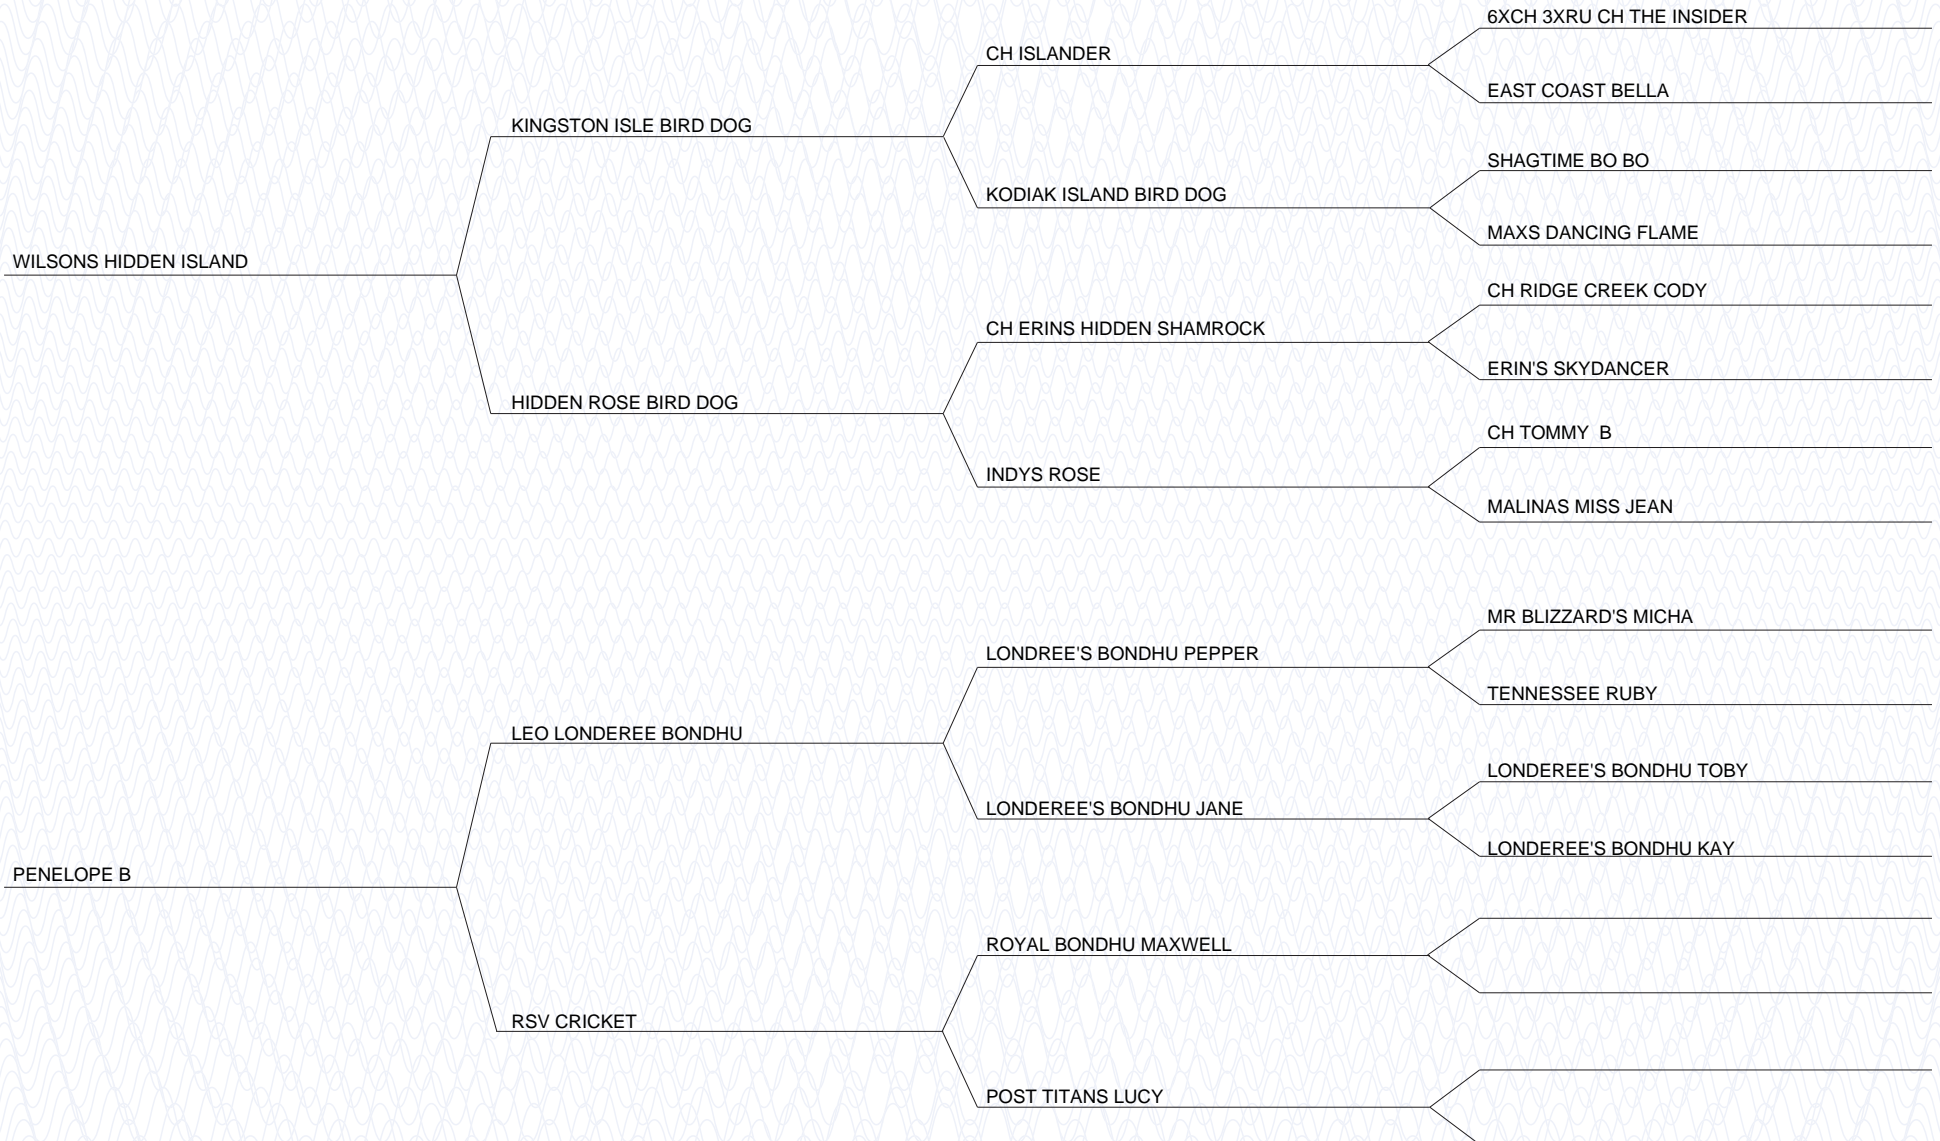 6XCH 3XRU CH THE INSIDER
CH ISLANDER
EAST COAST BELLA
KINGSTON ISLE BIRD DOG
SHAGTIME BO BO
KODIAK ISLAND BIRD DOG
MAXS DANCING FLAME
WILSONS HIDDEN ISLAND
CH RIDGE CREEK CODY
CH ERINS HIDDEN SHAMROCK
ERIN'S SKYDANCER
HIDDEN ROSE BIRD DOG
CH TOMMY  B
INDYS ROSE
MALINAS MISS JEAN
MR BLIZZARD'S MICHA
LONDREE'S BONDHU PEPPER
TENNESSEE RUBY
LEO LONDEREE BONDHU
LONDEREE'S BONDHU TOBY
LONDEREE'S BONDHU JANE
LONDEREE'S BONDHU KAY
PENELOPE B
ROYAL BONDHU MAXWELL
RSV CRICKET
POST TITANS LUCY